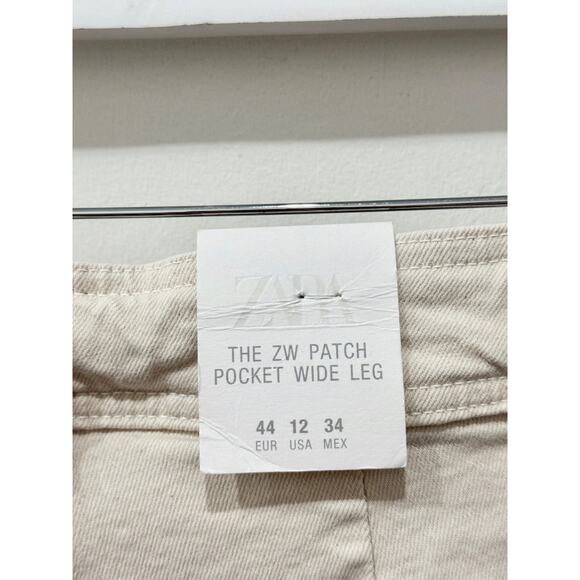 ZARA
THE ZW PATCH
POCKET WIDE LEG
44 12 34
EUR USA MEX